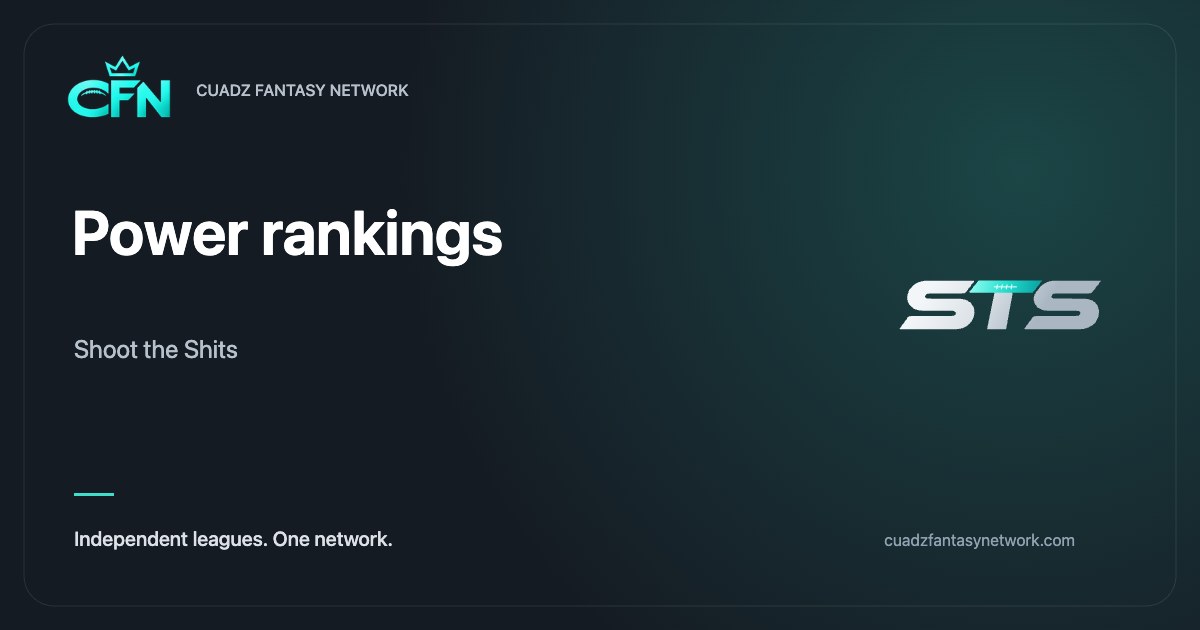 CFN
CUADZ FANTASY NETWORK
Power rankings
STS
Shoot the Shits
Independent leagues. One network.
cuadzfantasynetwork.com